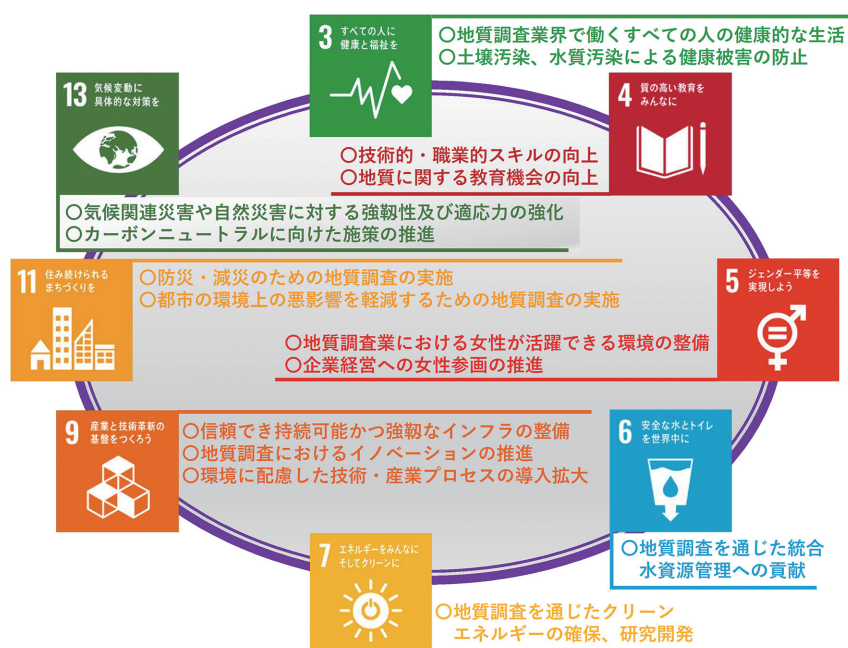 3 すべての人に
健康と福祉を
〇地質調査業界で働くすべての人の健康的な生活
〇土壌汚染、水質汚染による健康被害の防止
4 質の高い教育を
みんなに
〇技術的・職業的スキルの向上
〇地質に関する教育機会の向上
13 気候変動に
具体的な対策を
〇気候関連災害や自然災害に対する強靭性及び適応力の強化
〇カーボンニュートラルに向けた施策の推進
11 住み続けられる
まちづくりを
〇防災・減災のための地質調査の実施
〇都市の環境上の悪影響を軽減するための地質調査の実施
5 ジェンダー平等を
実現しよう
〇地質調査業における女性が活躍できる環境の整備
〇企業経営への女性参画の推進
9 産業と技術革新の
基盤をつくろう
〇信頼でき持続可能かつ強靭なインフラの整備
〇地質調査におけるイノベーションの推進
〇環境に配慮した技術・産業プロセスの導入拡大
6 安全な水とトイレ
を世界中に
〇地質調査を通じた統合
水資源管理への貢献
7 エネルギーをみんなに
そしてクリーンに
〇地質調査を通じたクリーン
エネルギーの確保、研究開発